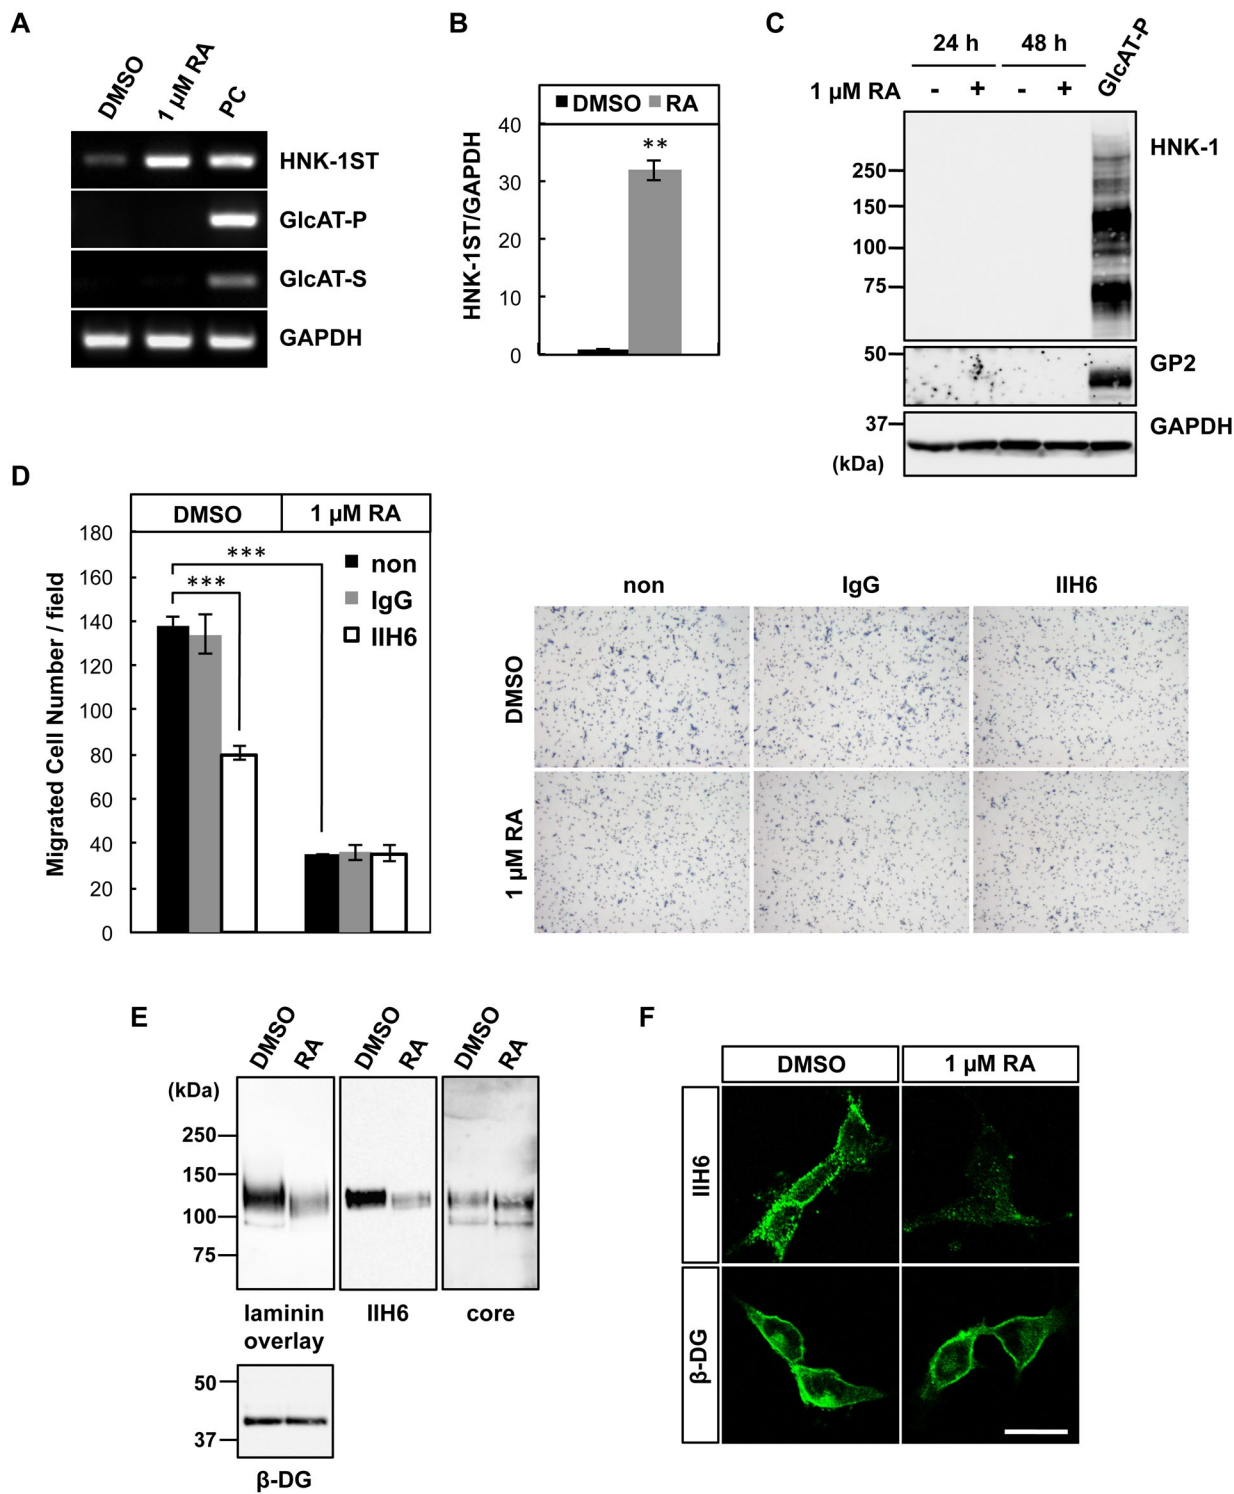 A
DMSO
1 µM RA
PC
HNK-1ST
GlcAT-P
GlcAT-S
GAPDH
B
DMSO RA
HNK-1ST/GAPDH
40
30
20
10
0
**
C
24 h 48 h
GlcAT-P
1 µM RA - + - +
HNK-1
250
150
100
75
50
GP2
37
GAPDH
(kDa)
D
DMSO 1 µM RA
Migrated Cell Number / field
180
160
140
120
100
80
60
40
20
0
***
***
non
IgG
IIH6
non IgG IIH6
DMSO
1 µM RA
E
DMSO RA DMSO RA DMSO RA
(kDa)
250
150
100
75
laminin overlay
IIH6
core
50
37
β-DG
F
DMSO 1 µM RA
IIH6
β-DG